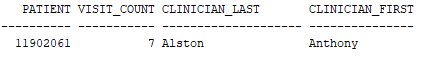 PATIENT VISIT_COUNT CLINICIAN_LAST CLINICIAN_FIRST
---------- ----------- -------------------- ---------------
11902061 7 Alston Anthony